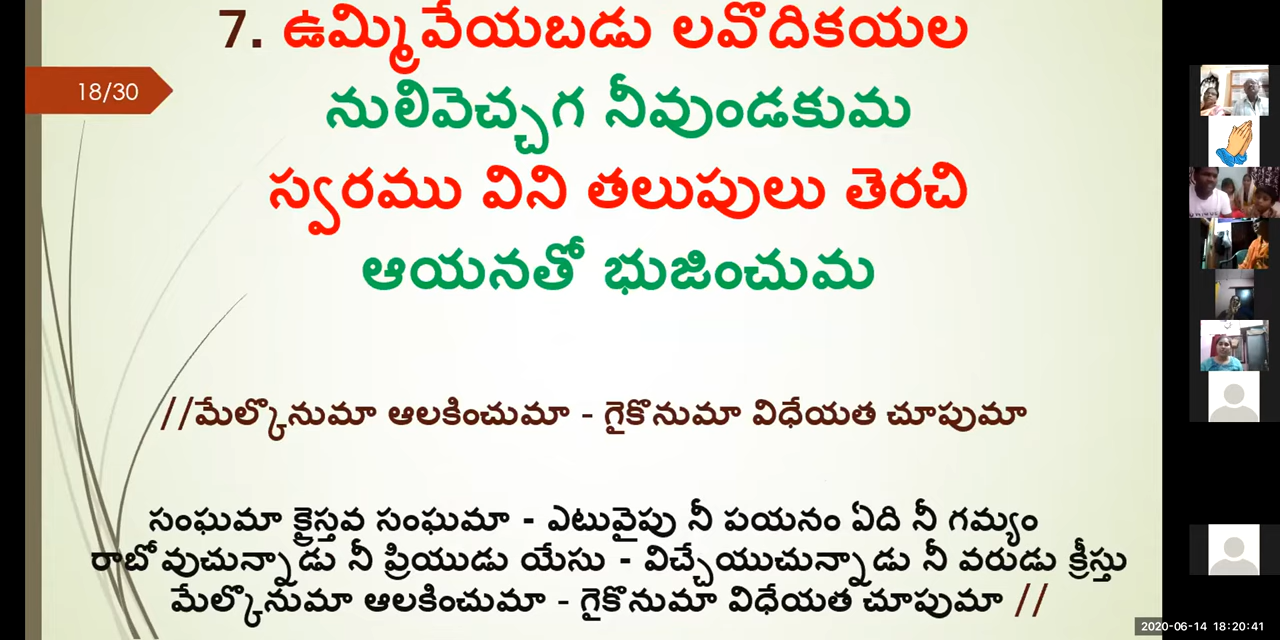 7. ఉమ్మివేయబడు లవొదికయల
18/30
నులివెచ్చగ నీవుండకుమ
స్వరము విని తలుపులు తెరచి
ఆయనతో భుజించుమ
//మేల్కొనుమా ఆలకించుమా - గైకొనుమా విధేయత చూపుమా
సంఘమా క్రైస్తవ సంఘమా - ఎటువైపు నీ పయనం ఏది నీ గమ్యం
రాబోవుచున్నాడు నీ ప్రియుడు యేసు - విచ్చేయుచున్నాడు నీ వరుడు క్రీస్తు
మేల్కొనుమా ఆలకించుమా - గైకొనుమా విధేయత చూపుమా //
2020-06-14 18:20:41